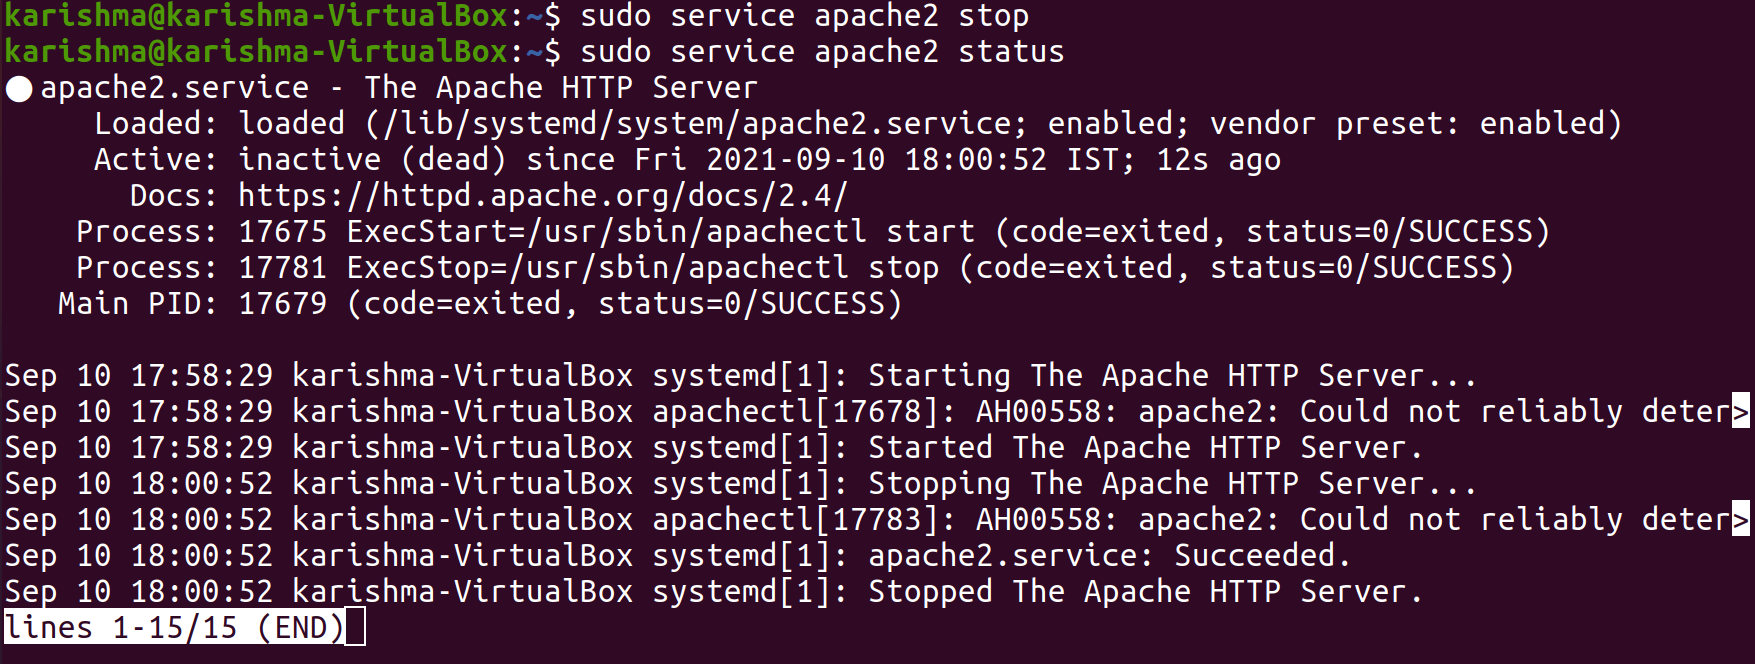 karishma@karishma-VirtualBox:~$ sudo service apache2 stop
karishma@karishma-VirtualBox:~$ sudo service apache2 status
● apache2.service - The Apache HTTP Server
     Loaded: loaded (/lib/systemd/system/apache2.service; enabled; vendor preset: enabled)
     Active: inactive (dead) since Fri 2021-09-10 18:00:52 IST; 12s ago
       Docs: https://httpd.apache.org/docs/2.4/
    Process: 17675 ExecStart=/usr/sbin/apachectl start (code=exited, status=0/SUCCESS)
    Process: 17781 ExecStop=/usr/sbin/apachectl stop (code=exited, status=0/SUCCESS)
   Main PID: 17679 (code=exited, status=0/SUCCESS)

Sep 10 17:58:29 karishma-VirtualBox systemd[1]: Starting The Apache HTTP Server...
Sep 10 17:58:29 karishma-VirtualBox apachectl[17678]: AH00558: apache2: Could not reliably deter>
Sep 10 17:58:29 karishma-VirtualBox systemd[1]: Started The Apache HTTP Server.
Sep 10 18:00:52 karishma-VirtualBox systemd[1]: Stopping The Apache HTTP Server...
Sep 10 18:00:52 karishma-VirtualBox apachectl[17783]: AH00558: apache2: Could not reliably deter>
Sep 10 18:00:52 karishma-VirtualBox systemd[1]: apache2.service: Succeeded.
Sep 10 18:00:52 karishma-VirtualBox systemd[1]: Stopped The Apache HTTP Server.
lines 1-15/15 (END)